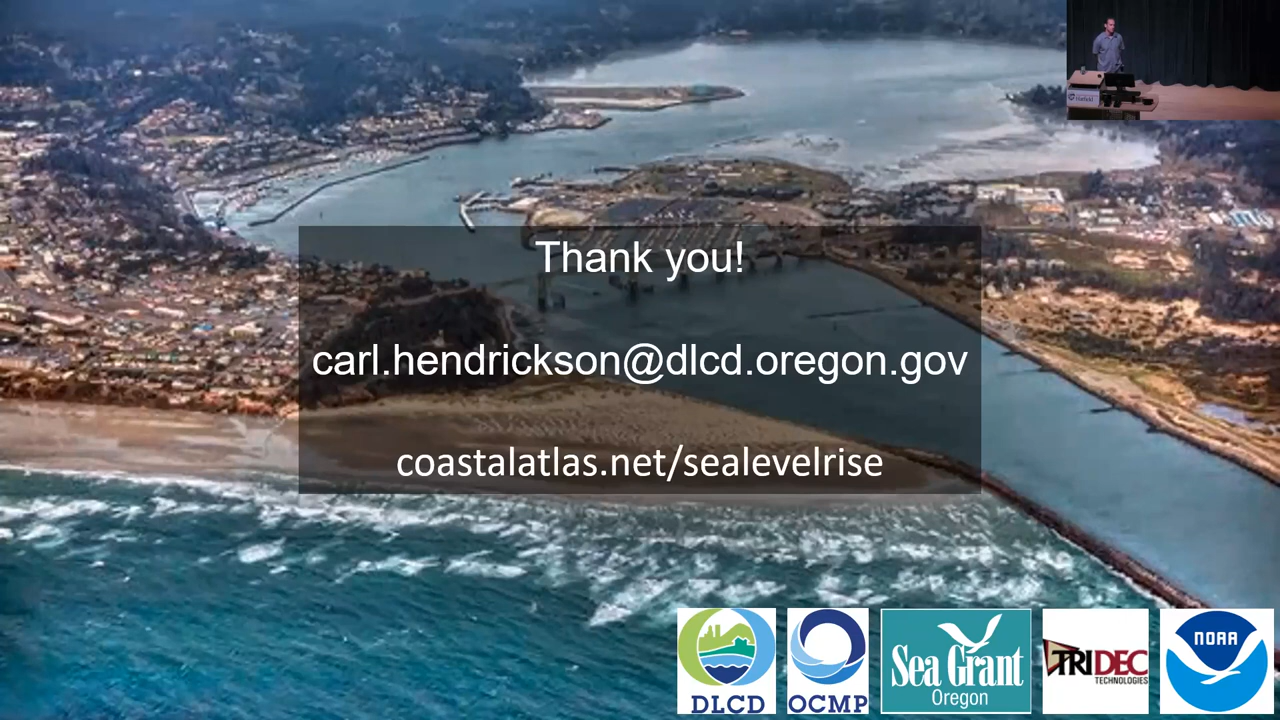 Thank you!
carl.hendrickson@dlcd.oregon.gov
coastalatlas.net/sealevelrise
DLCD
OCMP
Sea Grant
Oregon
TRIDEC
TECHNOLOGIES
NOAA